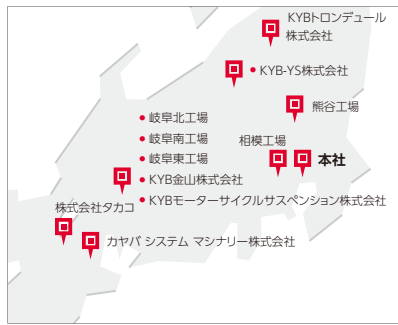 KYBトロンデュール
株式会社
• KYB-YS株式会社
熊谷工場
• 岐阜北工場
• 岐阜南工場
相模工場
• 岐阜東工場
本社
• KYB金山株式会社
• KYBモーターサイクルサスペンション株式会社
株式会社タカコ
カヤバ システム マシナリー株式会社